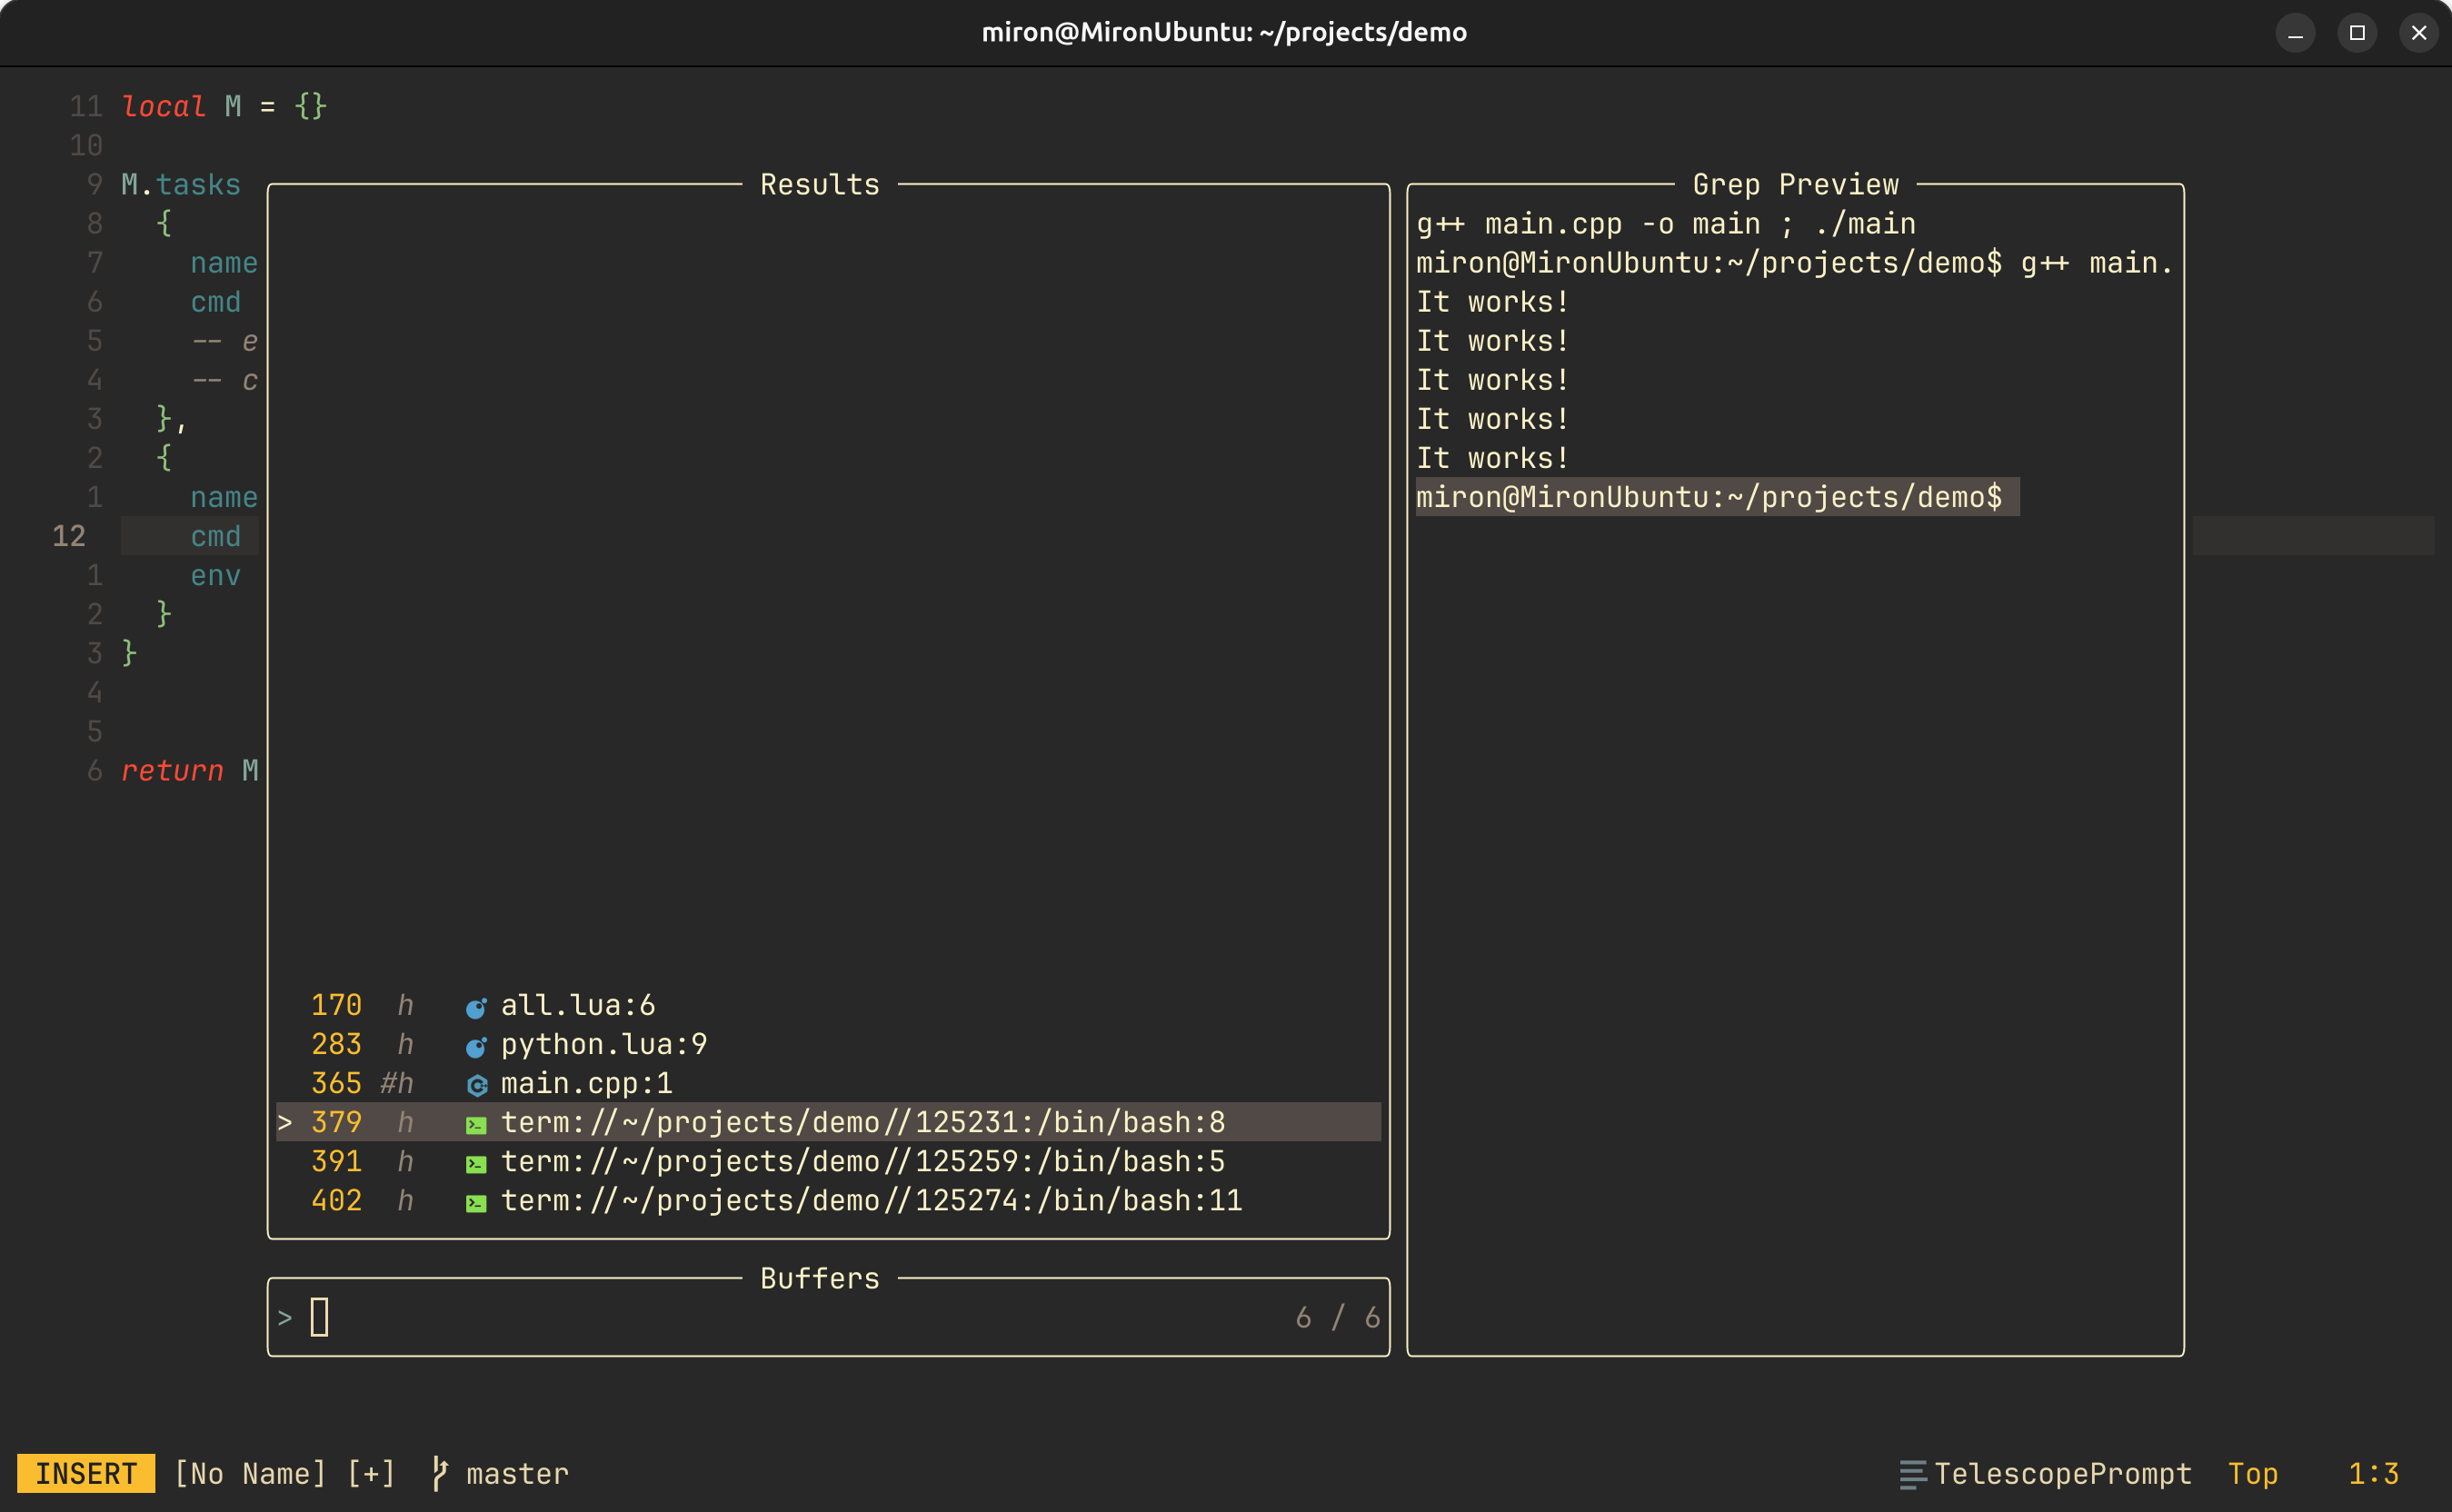 miron@MironUbuntu: ~/projects/demo
11 local M = {}
10
9 M.tasks
8 {
7 name
6 cmd
5 -- e
4 -- c
3 },
2 {
1 name
12 cmd
1 env
2 }
3 }
4
5
6 return M
Results
170 h all.lua:6
283 h python.lua:9
365 #h main.cpp:1
> 379 h term://~/projects/demo//125231:/bin/bash:8
391 h term://~/projects/demo//125259:/bin/bash:5
402 h term://~/projects/demo//125274:/bin/bash:11
Buffers
> 6 / 6
Grep Preview
g++ main.cpp -o main ; ./main
miron@MironUbuntu:~/projects/demo$ g++ main.
It works!
It works!
It works!
It works!
It works!
miron@MironUbuntu:~/projects/demo$
INSERT [No Name] [+] master TelescopePrompt Top 1:3